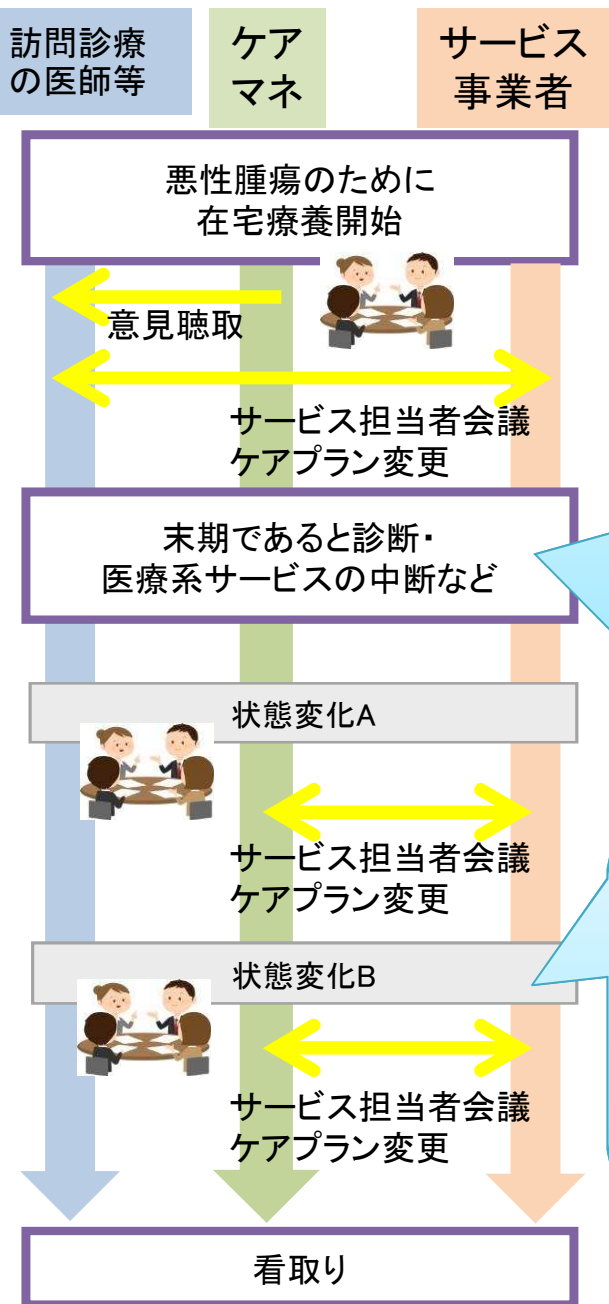 訪問診療
の医師等
ケア
マネ
サービス
事業者
悪性腫瘍のために
在宅療養開始
意見聴取
サービス担当者会議
ケアプラン変更
末期であると診断・
医療系サービスの中断など
状態変化A
サービス担当者会議
ケアプラン変更
状態変化B
サービス担当者会議
ケアプラン変更
看取り